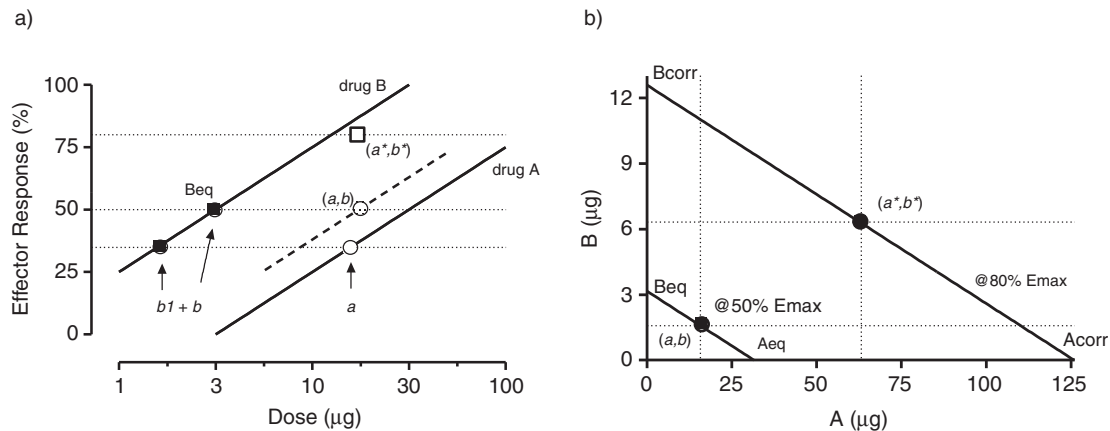 a)
Effector Response (%)
100
75
50
25
0
drug B
(a*,b*)
drug A
Beq
(a,b)
b1 + b
a
1
3
10
30
100
Dose (µg)
b)
B (µg)
12
9
6
3
0
Bcorr
(a*,b*)
@80% Emax
Beq
@50% Emax
(a,b)
Aeq
Acorr
0
25
50
75
100
125
A (µg)